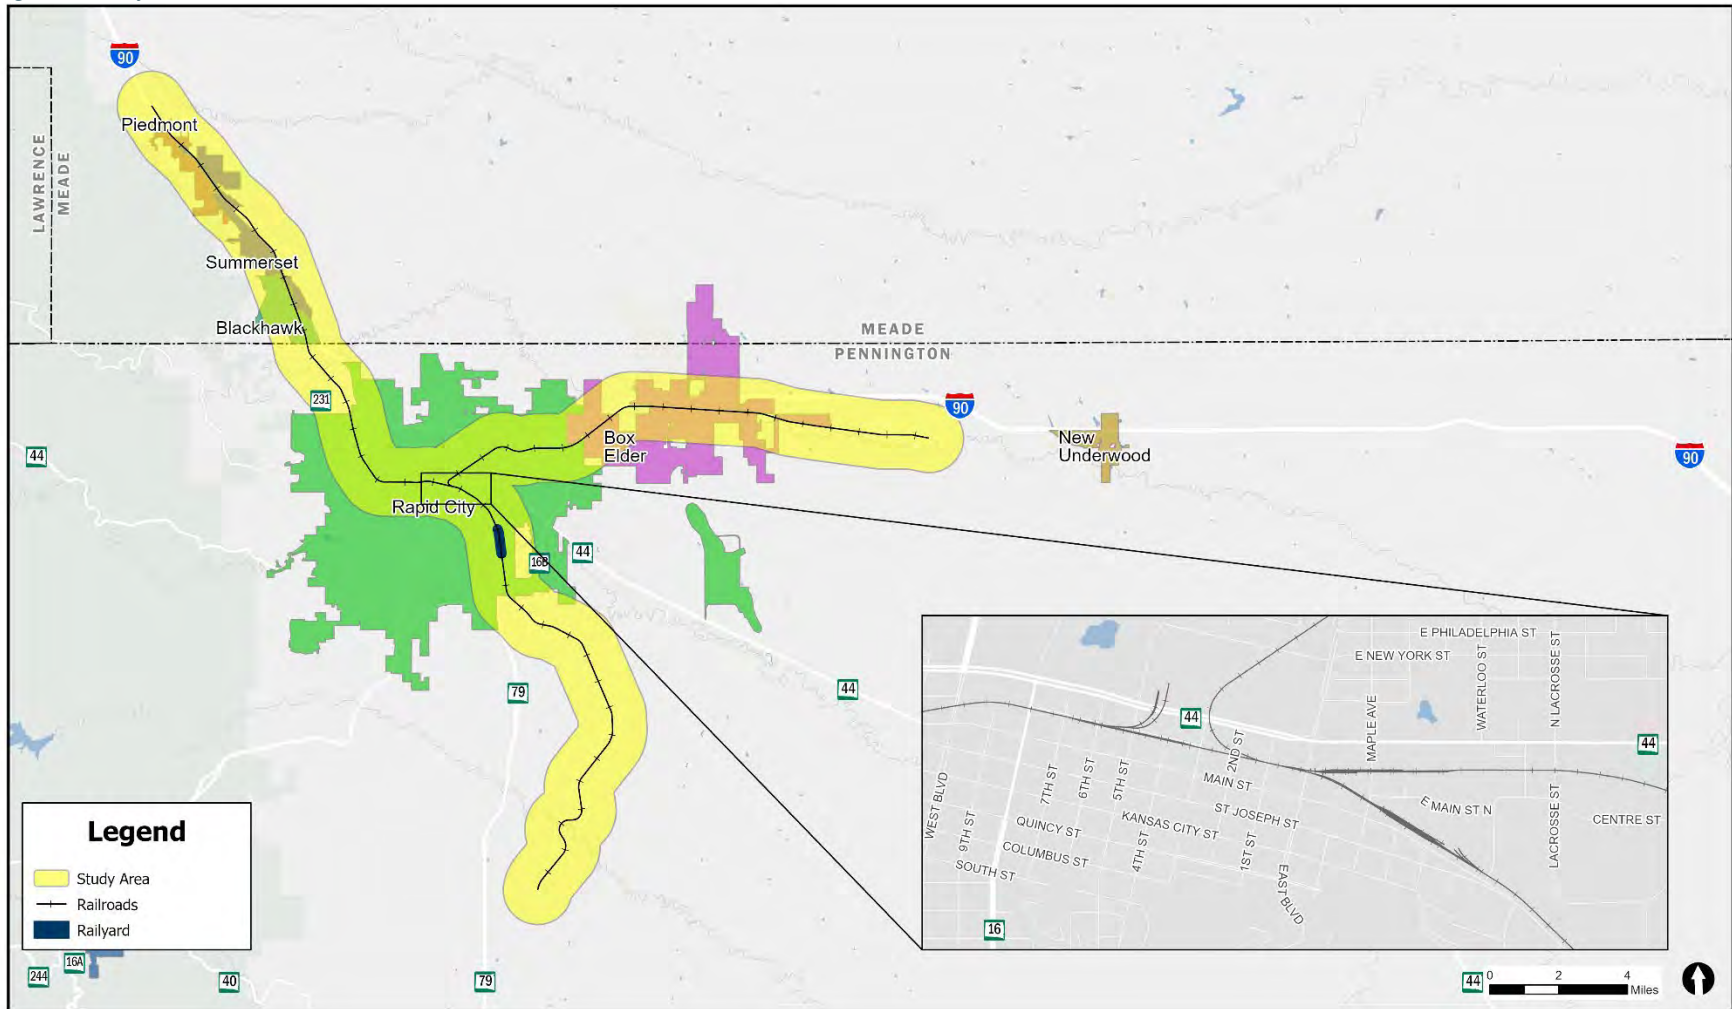 90
Piedmont
LAWRENCE
MEADE
Summerset
Blackhawk
MEADE
PENNINGTON
231
90
44
Box
Elder
New
Underwood
90
Rapid City
44
16B
79
44
E PHILADELPHIA ST
E NEW YORK ST
WATERLOO ST
N LACROSSE ST
MAPLE AVE
44
44
2ND ST
7TH ST
6TH ST
5TH ST
MAIN ST
WEST BLVD
9TH ST
ST JOSEPH ST
E MAIN ST N
QUINCY ST
KANSAS CITY ST
CENTRE ST
LACROSSE ST
COLUMBUS ST
4TH ST
1ST ST
SOUTH ST
EAST BLVD
16
Legend
Study Area
Railroads
Railyard
16A
244
40
79
44
0 2 4
Miles